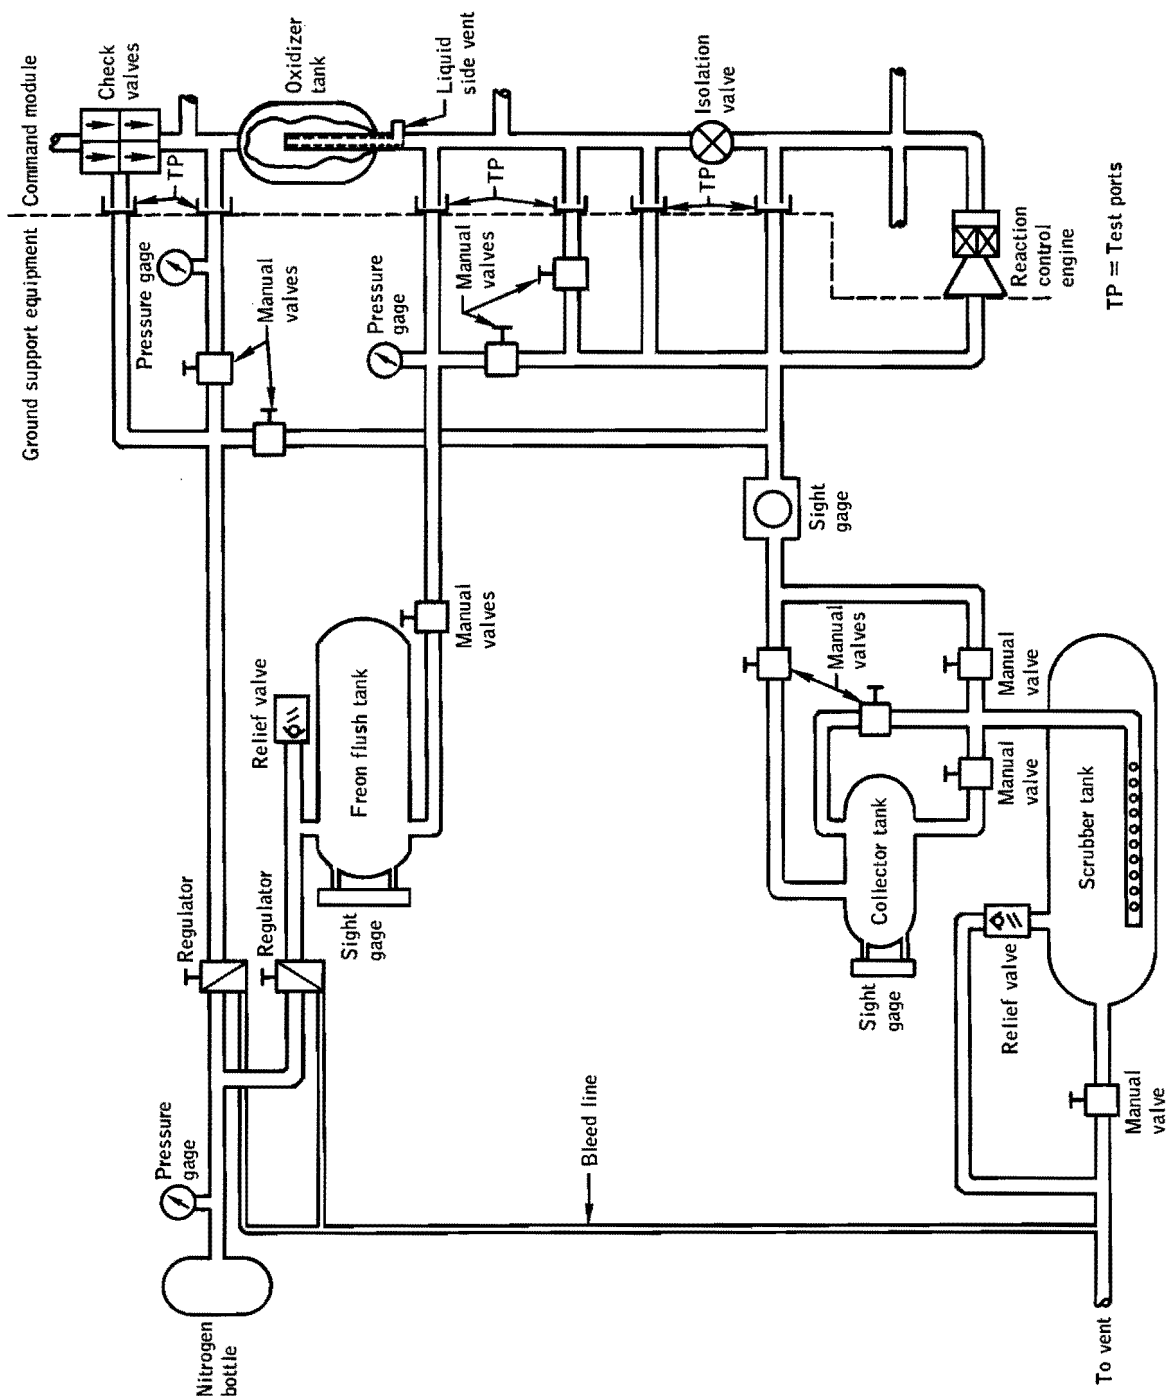 Ground support equipment
Command module
Check
valves
TP
Pressure gage
Manual
valves
Oxidizer
tank
Liquid
side vent
Pressure
gage
Manual
valves
TP
TP
Isolation
valve
Reaction
control
engine
TP = Test ports
Nitrogen
bottle
Pressure
gage
Regulator
Regulator
Relief valve
Freon flush tank
Sight
gage
Manual
valves
Bleed line
Sight
gage
Manual
valves
Collector tank
Sight
gage
Manual
valve
Manual
valve
Relief valve
Scrubber tank
Manual
valve
To vent